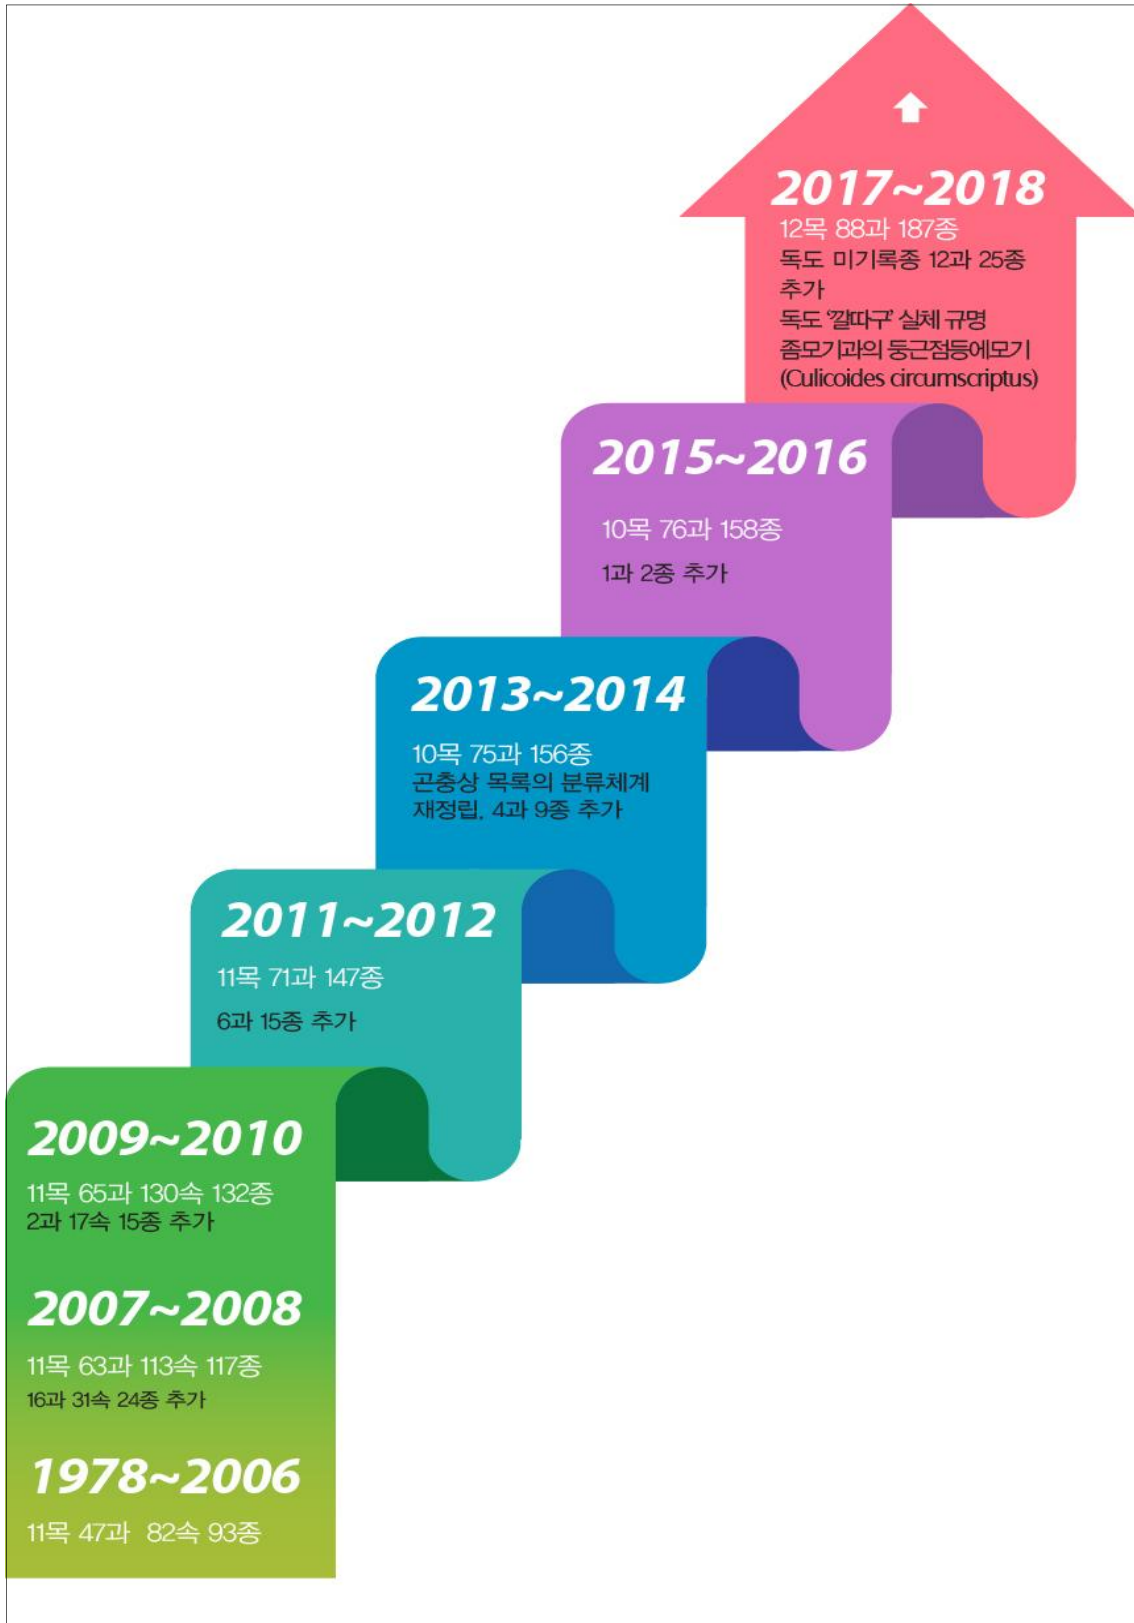 2017~2018
12목 88과 187종
독도 미기록종 12과 25종
추가
독도 ‘깔따구’ 실체 규명
좀모기과의 둥근점등에모기
(Culicoides circumscriptus)
2015~2016
10목 76과 158종
1과 2종 추가
2013~2014
10목 75과 156종
곤충상 목록의 분류체계
재정립, 4과 9종 추가
2011~2012
11목 71과 147종
6과 15종 추가
2009~2010
11목 65과 130속 132종
2과 17속 15종 추가
2007~2008
11목 63과 113속 117종
16과 31속 24종 추가
1978~2006
11목 47과 82속 93종